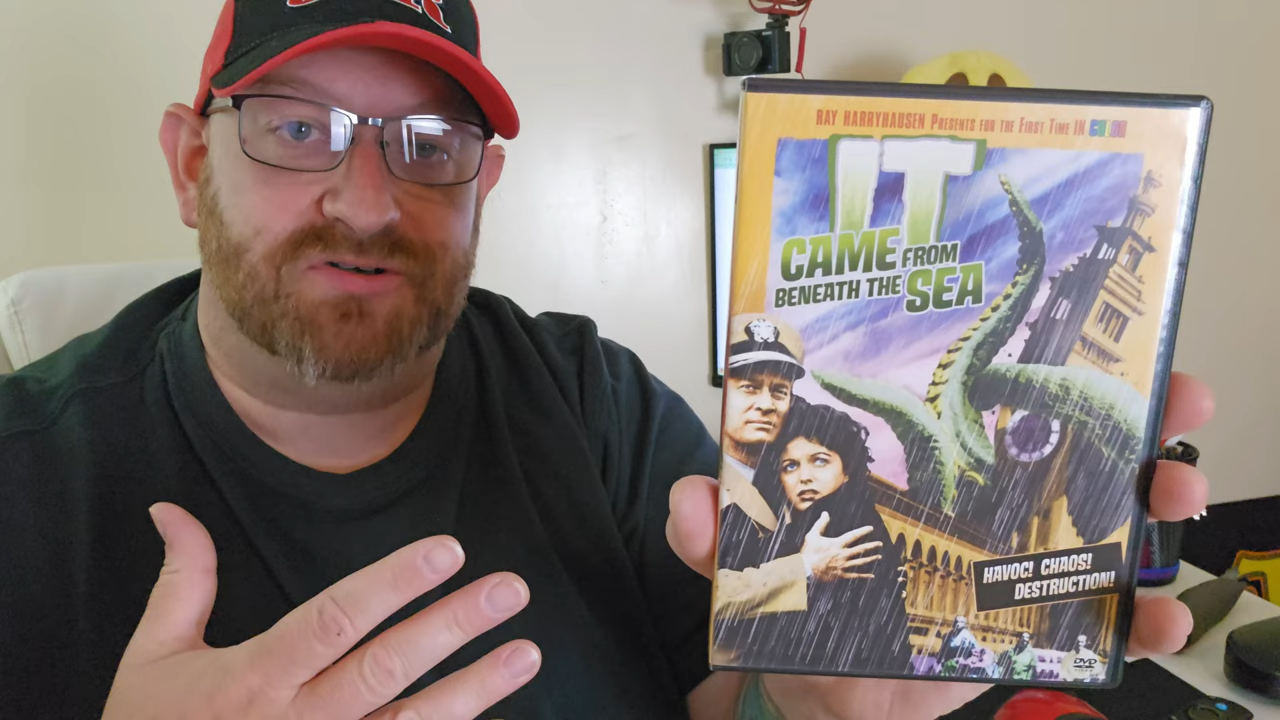 RAY HARRYHAUSEN PRESENTS FOR THE FIRST TIME IN COLOR
IT
CAME FROM
BENEATH THE SEA
HAVOC! CHAOS!
DESTRUCTION!
DVD